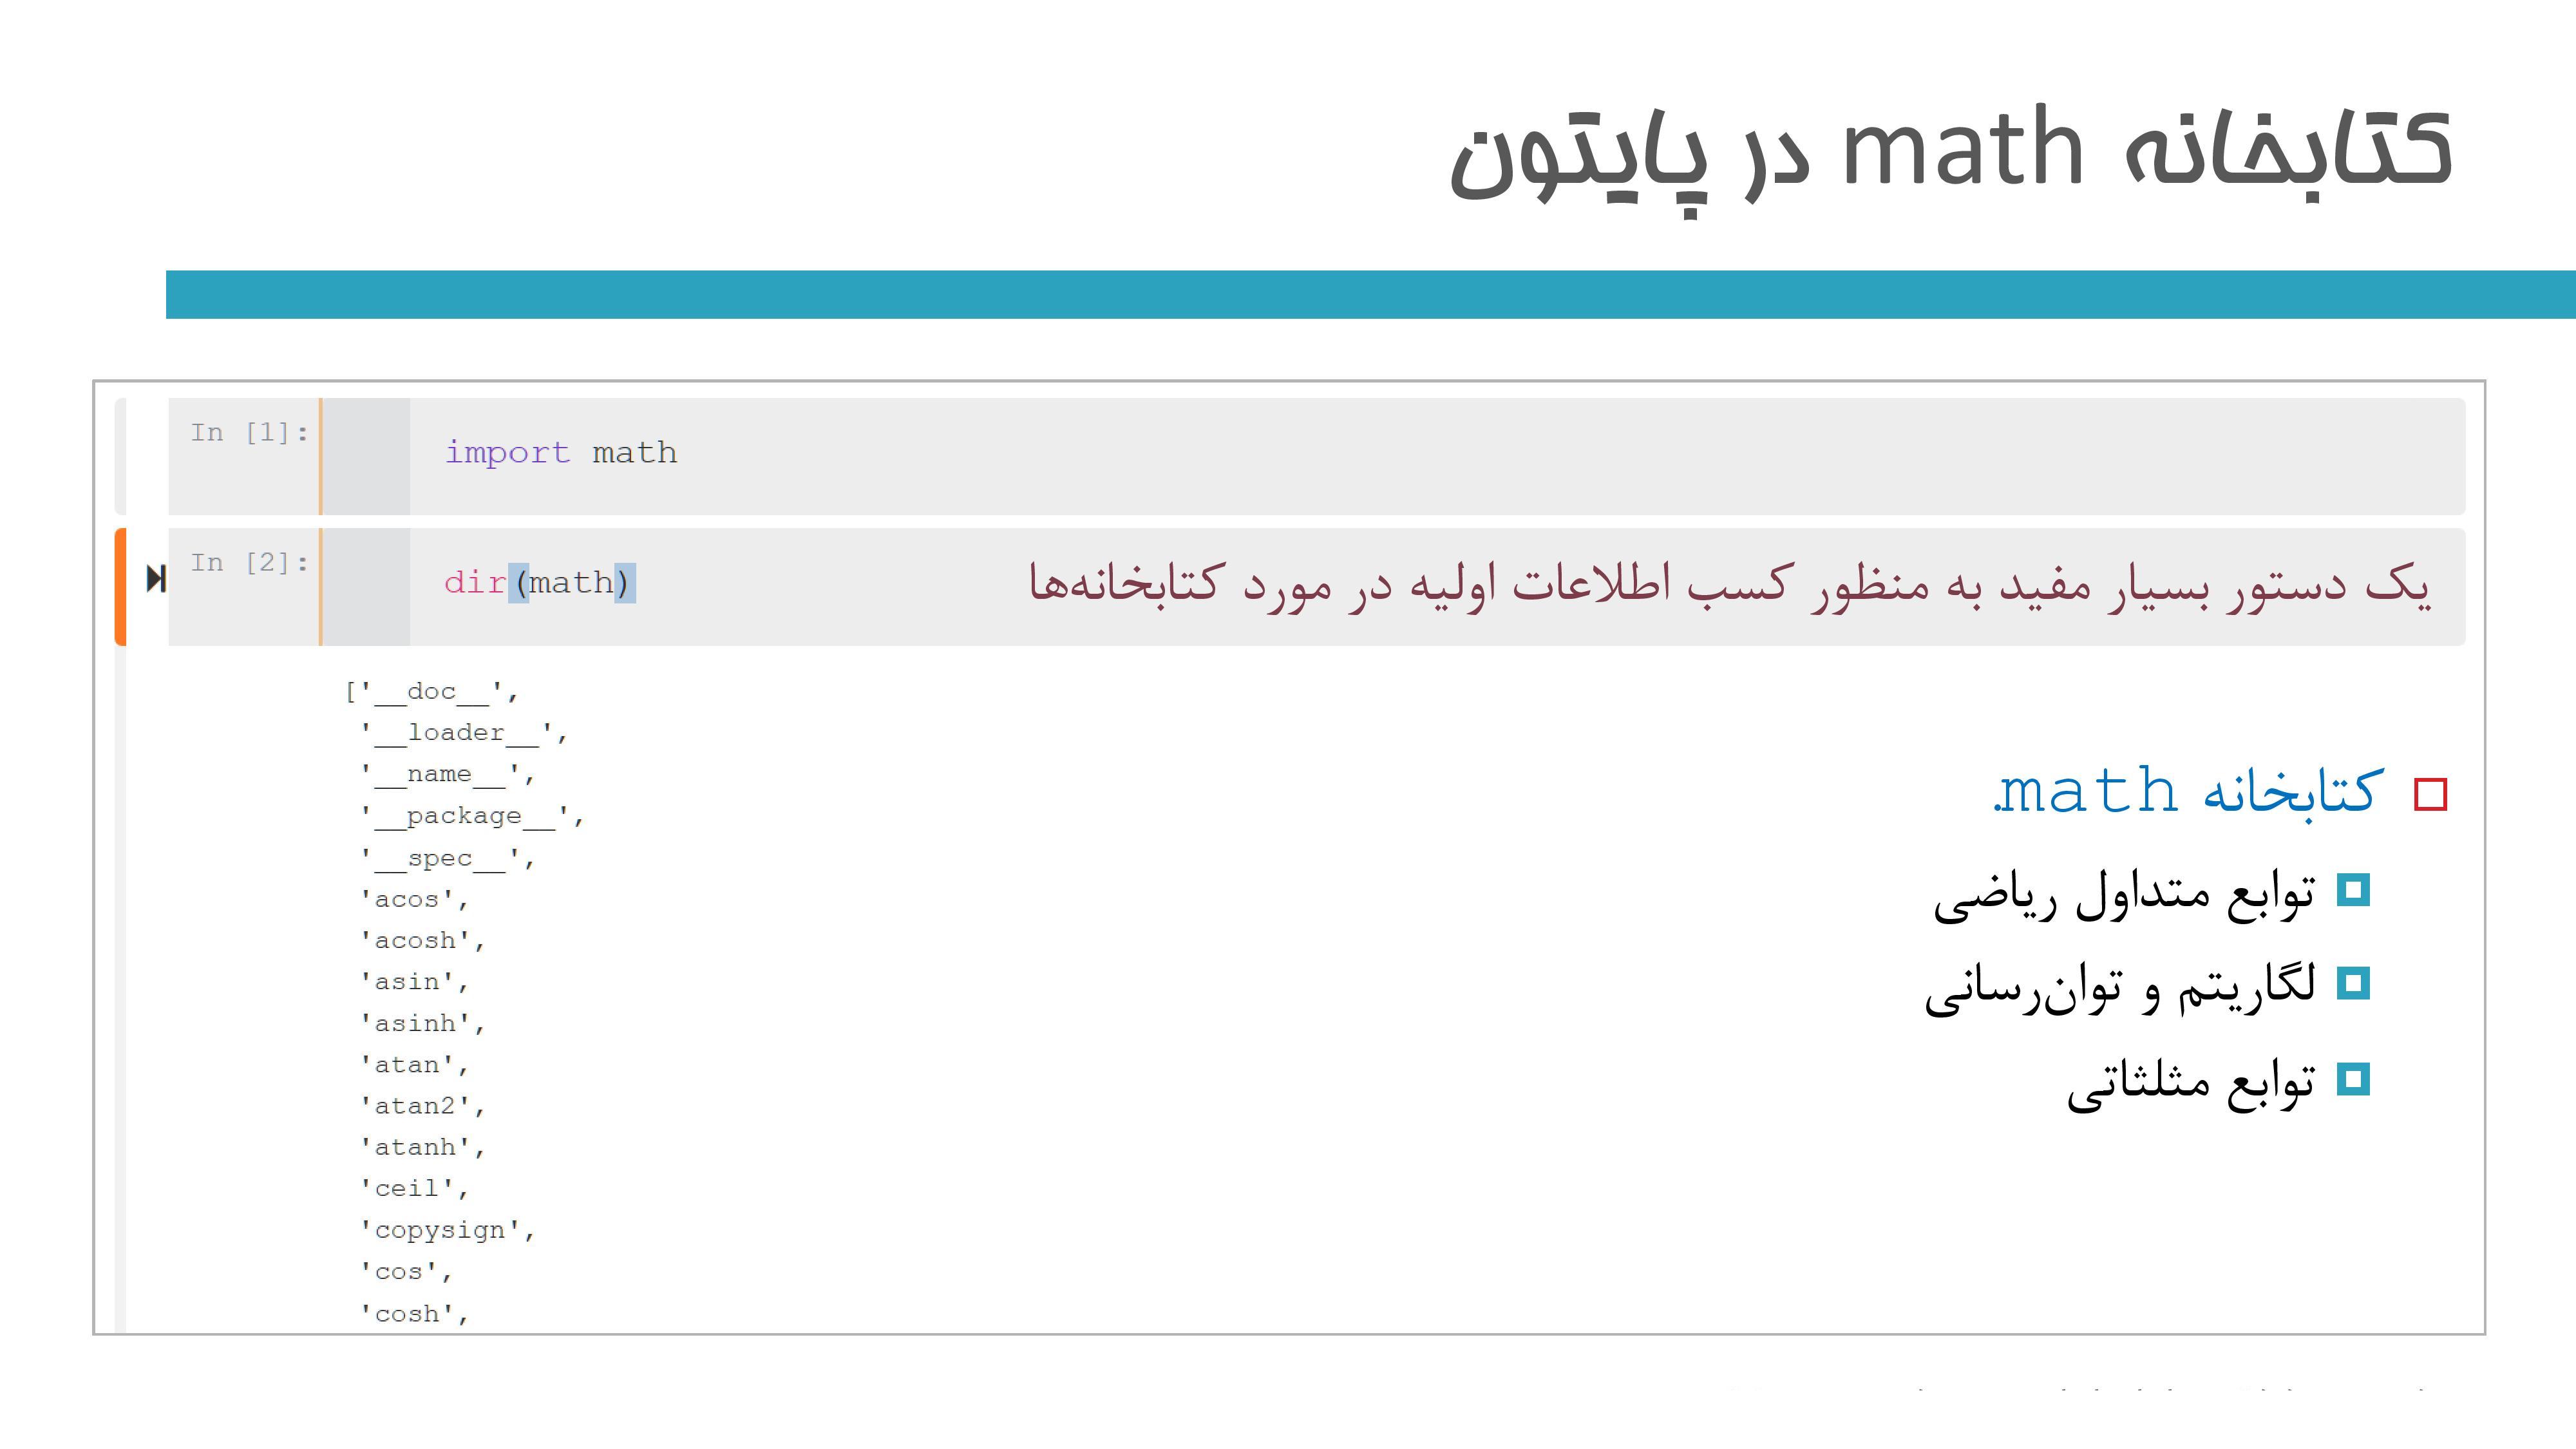 کتابخانه math در پایتون
In [1]:
import math
In [2]:
dir(math)
یک دستور بسیار مفید به منظور کسب اطلاعات اولیه در مورد کتابخانه‌ها
['__doc__',
'__loader__',
'__name__',
'__package__',
'__spec__',
'acos',
'acosh',
'asin',
'asinh',
'atan',
'atan2',
'atanh',
'ceil',
'copysign',
'cos',
'cosh',
کتابخانه math.
توابع متداول ریاضی
لگاریتم و توان‌رسانی
توابع مثلثاتی